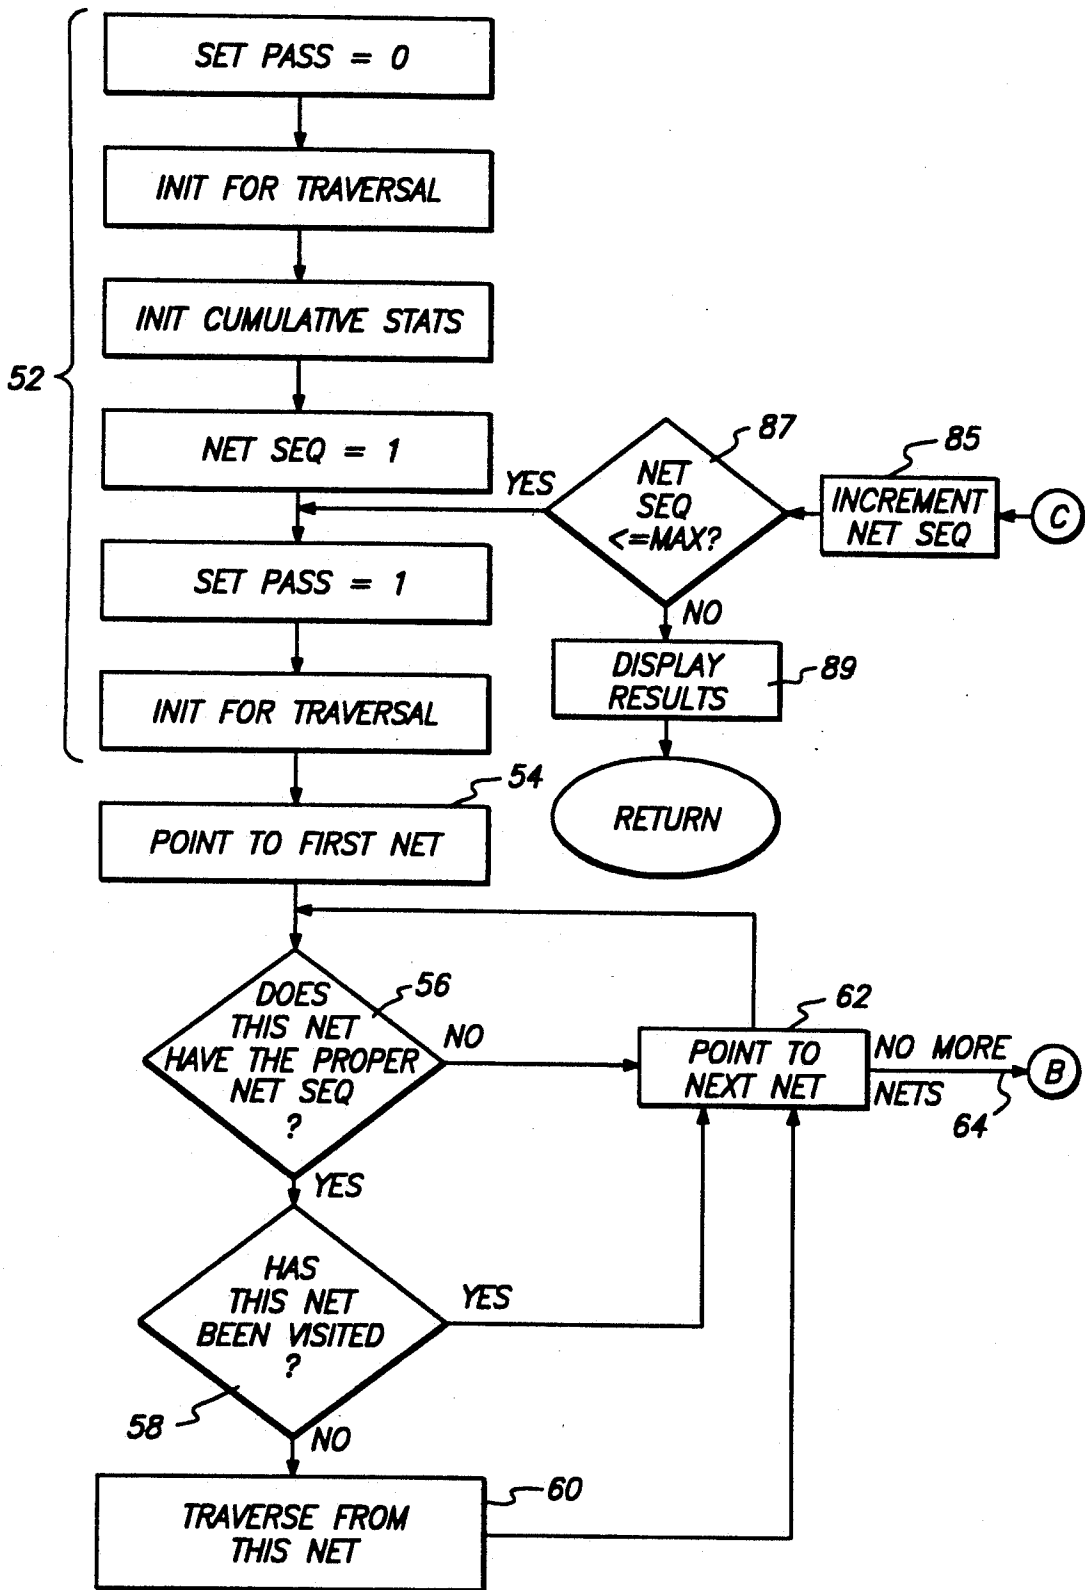 SET PASS = 0
INIT FOR TRAVERSAL
INIT CUMULATIVE STATS
52
NET SEQ = 1
YES
NET
SEQ
<=MAX?
87
85
INCREMENT
NET SEQ
C
SET PASS = 1
NO
DISPLAY
RESULTS
89
INIT FOR TRAVERSAL
RETURN
54
POINT TO FIRST NET
DOES
THIS NET
HAVE THE PROPER
NET SEQ
?
56
NO
62
POINT TO
NEXT NET
NO MORE
NETS
64
B
YES
HAS
THIS NET
BEEN VISITED
?
YES
58
NO
TRAVERSE FROM
THIS NET
60